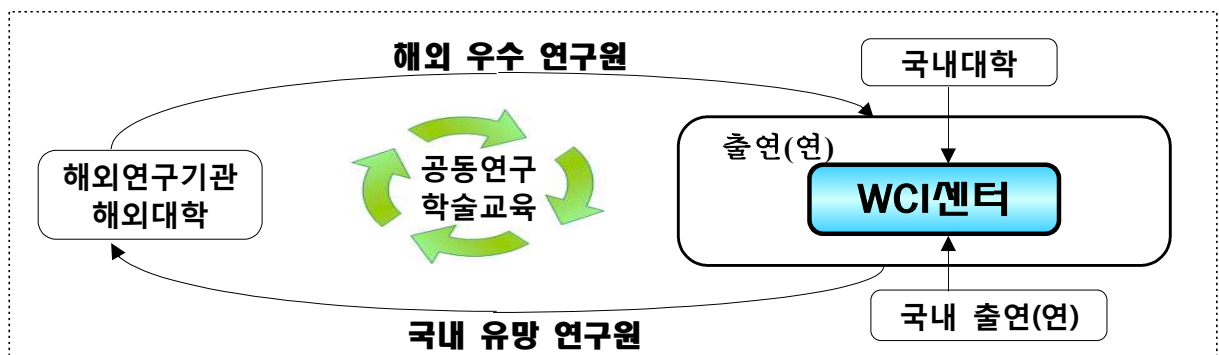 해외 우수 연구원
국내대학
출연(연)
해외연구기관
해외대학
공동연구
학술교육
WCI센터
국내 출연(연)
국내 유망 연구원